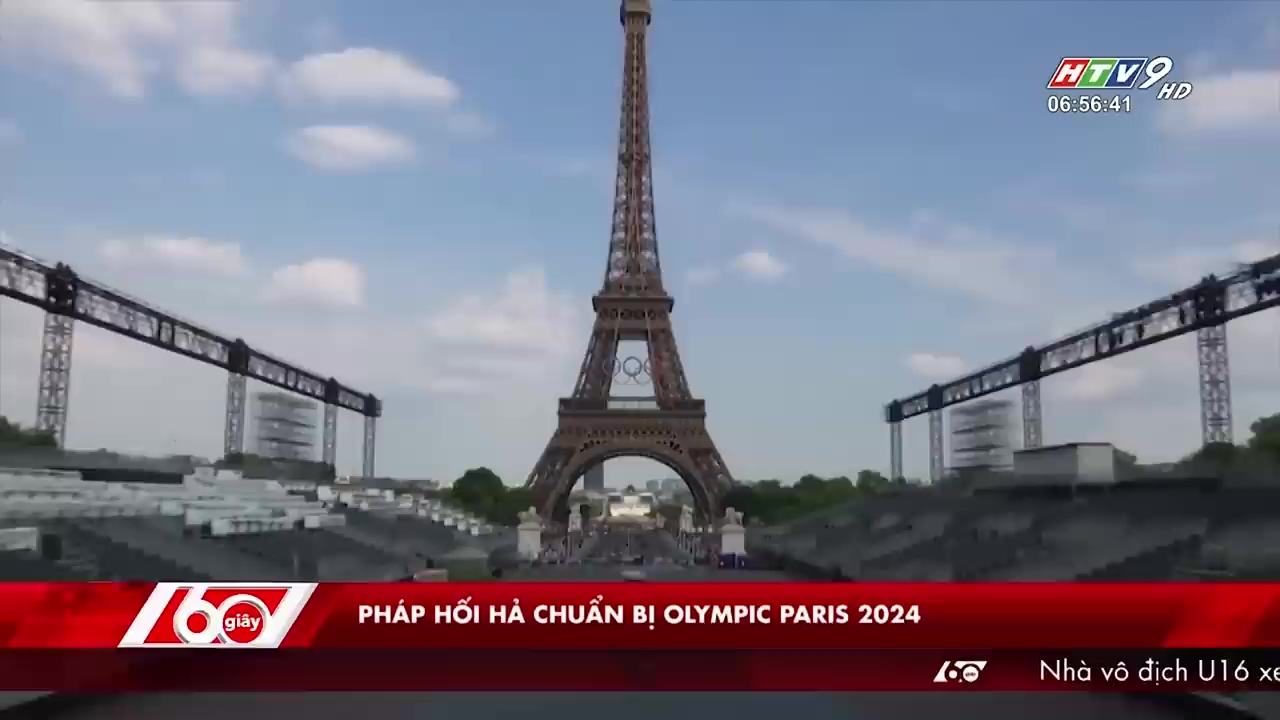 HTV9 HD
06:56:41
60 giây
PHÁP HỐI HẢ CHUẨN BỊ OLYMPIC PARIS 2024
60 giây
Nhà vô địch U16